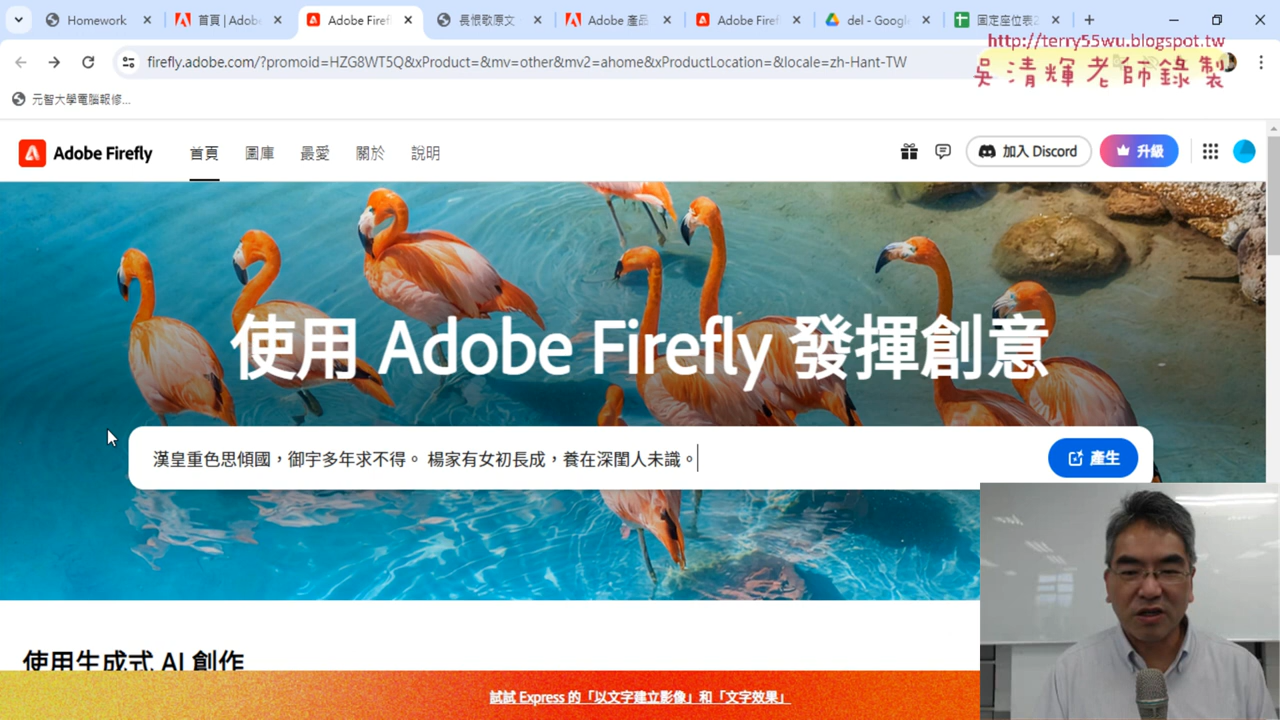 Homework
首頁 | Adobe
Adobe Firef
長恨歌原文
Adobe 產品
Adobe Firef
del - Google
固定座位表2
http://terry55wu.blogspot.tw
firefly.adobe.com/?promoid=HZG8WT5Q&xProduct=&mv=other&mv2=ahome&xProductLocation=&locale=zh-Hant-TW
吳清輝老師錄製
元智大學電腦報修...
Adobe Firefly
首頁
圖庫
最愛
關於
說明
加入 Discord
升級
使用 Adobe Firefly 發揮創意
漢皇重色思傾國，御宇多年求不得。 楊家有女初長成，養在深閨人未識。
產生
使用生成式 AI 創作
試試 Express 的「以文字建立影像」和「文字效果」